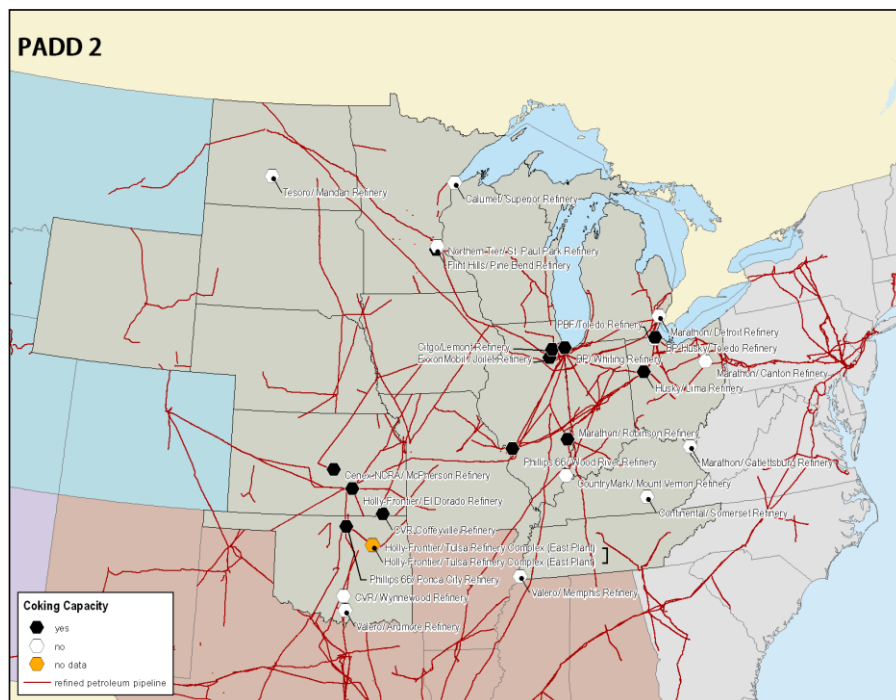 PADD 2
Tesoro/ Mandan Refinery
Calumet/ Superior Refinery
Northern Tier/ St. Paul Park Refinery
Flint Hills/ Pine Bend Refinery
PBF/Toledo Refinery
Marathon/ Detroit Refinery
Citgo/Lemont Refinery
BP-Husky/ Toledo Refinery
ExxonMobil/ Joliet Refinery
BP/ Whiting Refinery
Marathon/ Canton Refinery
Husky/Lima Refinery
Marathon/ Robinson Refinery
Phillips 66/ Wood River Refinery
Marathon/ Catlettsburg Refinery
Cenex-NCRA/ McPherson Refinery
CountryMark/ Mount Vernon Refinery
Holly-Frontier/ El Dorado Refinery
Continental/ Somerset Refinery
CVR Coffeyville Refinery
Holly-Frontier/ Tulsa Refinery Complex (East Plant)
Holly-Frontier/ Tulsa Refinery Complex (East Plant)
Phillips 66/ Ponca City Refinery
Valero/ Memphis Refinery
CVR/ Wynnewood Refinery
Valero/ Ardmore Refinery
Coking Capacity
yes
no
no data
refined petroleum pipeline